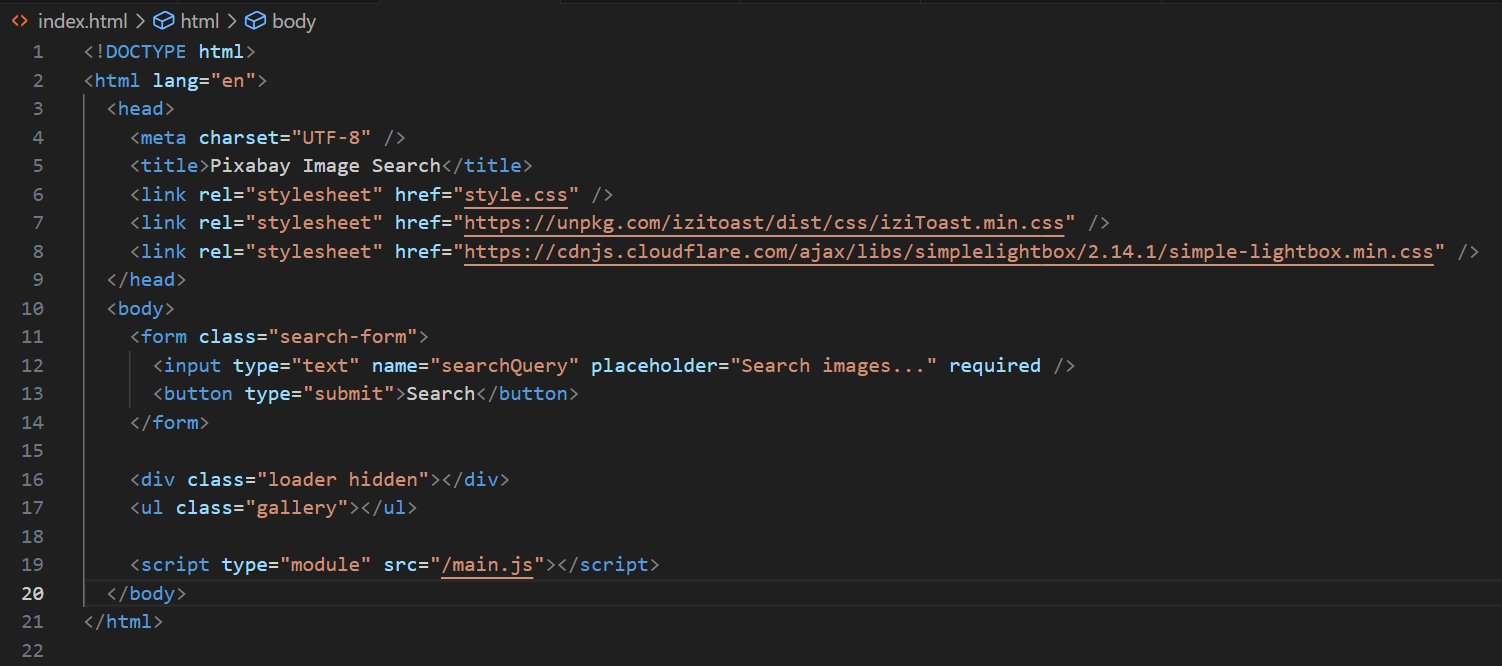 index.html > html > body
1 <!DOCTYPE html>
2 <html lang="en">
3   <head>
4     <meta charset="UTF-8" />
5     <title>Pixabay Image Search</title>
6     <link rel="stylesheet" href="style.css" />
7     <link rel="stylesheet" href="https://unpkg.com/izitoast/dist/css/iziToast.min.css" />
8     <link rel="stylesheet" href="https://cdnjs.cloudflare.com/ajax/libs/simplelightbox/2.14.1/simple-lightbox.min.css" />
9   </head>
10   <body>
11     <form class="search-form">
12       <input type="text" name="searchQuery" placeholder="Search images..." required />
13       <button type="submit">Search</button>
14     </form>
15
16     <div class="loader hidden"></div>
17     <ul class="gallery"></ul>
18
19     <script type="module" src="/main.js"></script>
20   </body>
21 </html>
22